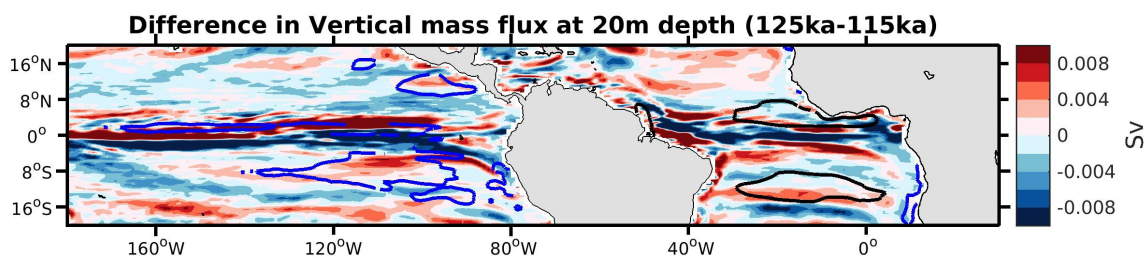 Difference in Vertical mass flux at 20m depth (125ka-115ka)
16°N
8°N
0°
8°S
16°S
160°W
120°W
80°W
40°W
0°
0.008
0.004
0
-0.004
-0.008
Sv